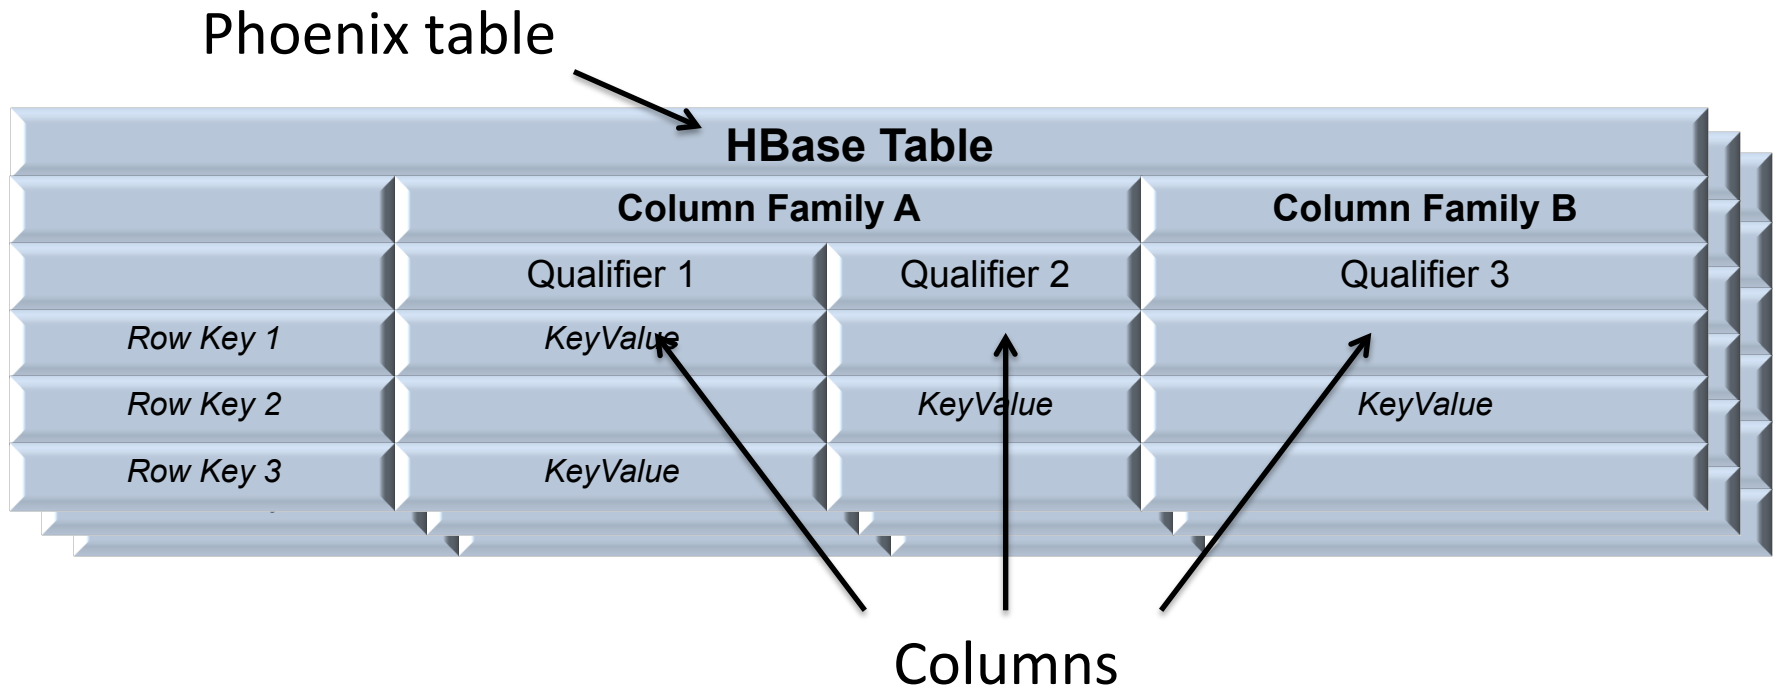 Phoenix table
HBase Table
Column Family A Column Family B
Qualifier 1 Qualifier 2 Qualifier 3
Row Key 1 KeyValue
Row Key 2 KeyValue KeyValue
Row Key 3 KeyValue
Columns